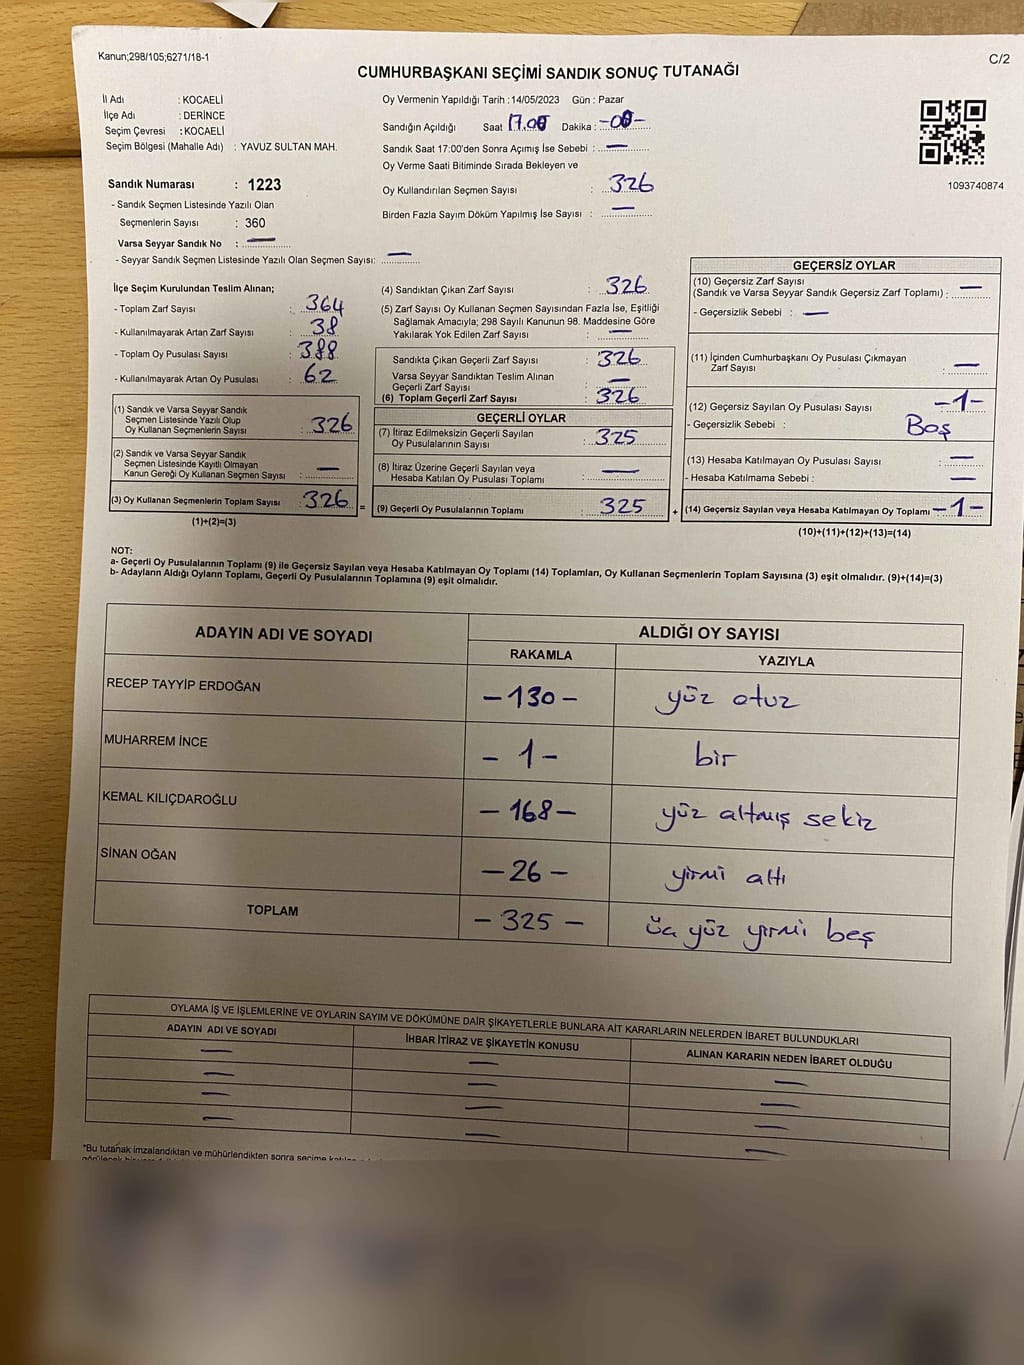 Kanun;298/105;6271/18-1
C/2
CUMHURBAŞKANI SEÇİMİ SANDIK SONUÇ TUTANAĞI
İl Adı : KOCAELİ
İlçe Adı : DERİNCE
Seçim Çevresi : KOCAELİ
Seçim Bölgesi (Mahalle Adı) : YAVUZ SULTAN MAH.
Sandık Numarası : 1223
- Sandık Seçmen Listesinde Yazılı Olan
Seçmenlerin Sayısı : 360
Varsa Seyyar Sandık No : —
- Seyyar Sandık Seçmen Listesinde Yazılı Olan Seçmen Sayısı: —
Oy Vermenin Yapıldığı Tarih :14/05/2023 Gün : Pazar
Sandığın Açıldığı Saat 17.00 Dakika : -00-
Sandık Saat 17:00'den Sonra Açımış İse Sebebi : —
Oy Verme Saati Bitiminde Sırada Bekleyen ve
Oy Kullandırılan Seçmen Sayısı : 326
Birden Fazla Sayım Döküm Yapılmış İse Sayısı : —
1093740874
İlçe Seçim Kurulundan Teslim Alınan;
- Toplam Zarf Sayısı : 364
- Kullanılmayarak Artan Zarf Sayısı : 38
- Toplam Oy Pusulası Sayısı : 388
- Kullanılmayarak Artan Oy Pusulası : 62
(1) Sandık ve Varsa Seyyar Sandık
Seçmen Listesinde Yazılı Olup
Oy Kullanan Seçmenlerin Sayısı : 326
(2) Sandık ve Varsa Seyyar Sandık
Seçmen Listesinde Kayıtlı Olmayan
Kanun Gereği Oy Kullanan Seçmen Sayısı : —
(3) Oy Kullanan Seçmenlerin Toplam Sayısı 326 =
(1)+(2)=(3)
(4) Sandıktan Çıkan Zarf Sayısı : 326
(5) Zarf Sayısı Oy Kullanan Seçmen Sayısından Fazla İse, Eşitliği
Sağlamak Amacıyla; 298 Sayılı Kanunun 98. Maddesine Göre
Yakılarak Yok Edilen Zarf Sayısı : —
Sandıkta Çıkan Geçerli Zarf Sayısı : 326
Varsa Seyyar Sandıktan Teslim Alınan
Geçerli Zarf Sayısı : —
(6) Toplam Geçerli Zarf Sayısı : 326
GEÇERLİ OYLAR
(7) İtiraz Edilmeksizin Geçerli Sayılan
Oy Pusulalarının Sayısı : 325
(8) İtiraz Üzerine Geçerli Sayılan veya
Hesaba Katılan Oy Pusulası Toplamı : —
(9) Geçerli Oy Pusulalarının Toplamı : 325 +
GEÇERSİZ OYLAR
(10) Geçersiz Zarf Sayısı
(Sandık ve Varsa Seyyar Sandık Geçersiz Zarf Toplamı) : —
- Geçersizlik Sebebi : —
(11) İçinden Cumhurbaşkanı Oy Pusulası Çıkmayan
Zarf Sayısı : —
(12) Geçersiz Sayılan Oy Pusulası Sayısı : -1-
- Geçersizlik Sebebi : Boş
(13) Hesaba Katılmayan Oy Pusulası Sayısı : —
- Hesaba Katılmama Sebebi : —
(14) Geçersiz Sayılan veya Hesaba Katılmayan Oy Toplamı -1-
(10)+(11)+(12)+(13)=(14)
NOT:
a- Geçerli Oy Pusulalarının Toplamı (9) ile Geçersiz Sayılan veya Hesaba Katılmayan Oy Toplamı (14) Toplamları, Oy Kullanan Seçmenlerin Toplam Sayısına (3) eşit olmalıdır. (9)+(14)=(3)
b- Adayların Aldığı Oyların Toplamı, Geçerli Oy Pusulalarının Toplamına (9) eşit olmalıdır.
ADAYIN ADI VE SOYADI
ALDIĞI OY SAYISI
RAKAMLA YAZIYLA
RECEP TAYYİP ERDOĞAN -130- yüz otuz
MUHARREM İNCE -1- bir
KEMAL KILIÇDAROĞLU -168- yüz altmış sekiz
SİNAN OĞAN -26- yirmi altı
TOPLAM -325- üç yüz yirmi beş
OYLAMA İŞ VE İŞLEMLERİNE VE OYLARIN SAYIM VE DÖKÜMÜNE DAİR ŞİKAYETLERLE BUNLARA AİT KARARLARIN NELERDEN İBARET BULUNDUKLARI
ADAYIN ADI VE SOYADI İHBAR İTİRAZ VE ŞİKAYETİN KONUSU ALINAN KARARIN NEDEN İBARET OLDUĞU
— — —
— — —
— — —
— — —
*Bu tutanak imzalandıktan ve mühürlendikten sonra seçime